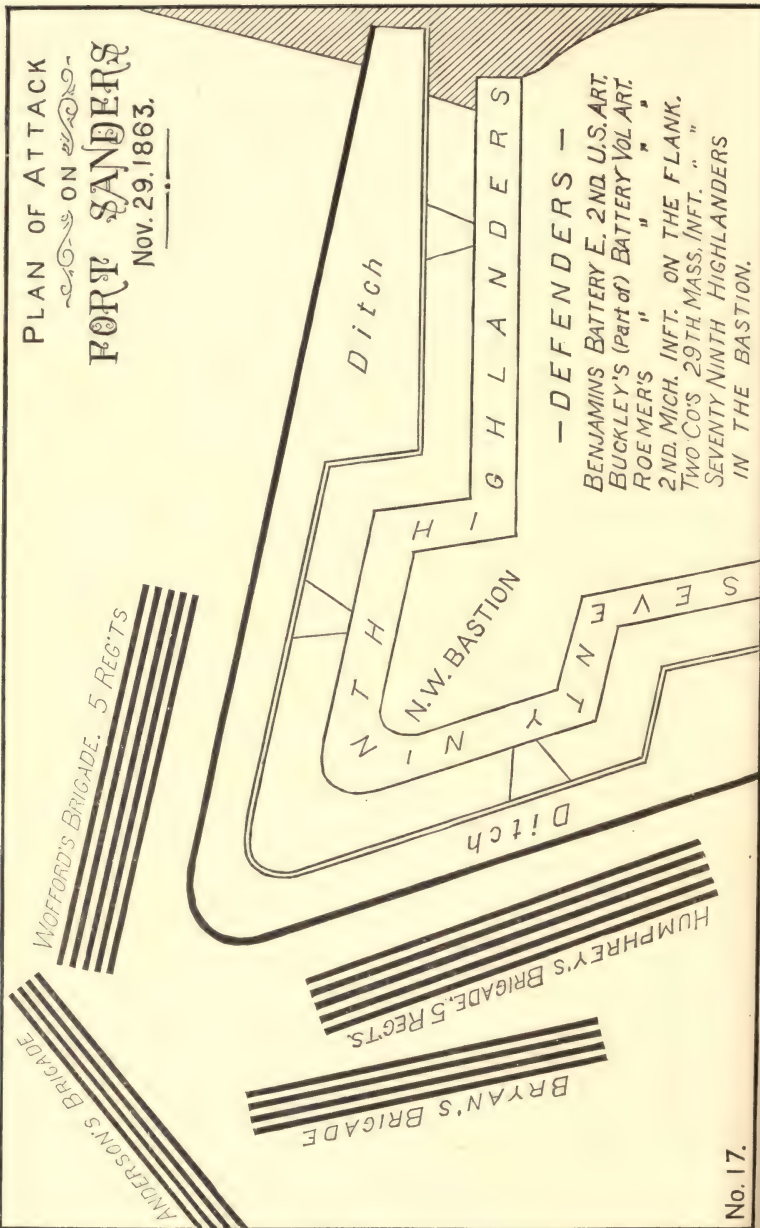 PLAN OF ATTACK
ON
FORT SANDERS
Nov. 29. 1863.
WOFFORD'S BRIGADE. 5 REG'TS
ANDERSON'S BRIGADE
HUMPHREY'S BRIGADE, 5 REGTS.
BRYAN'S BRIGADE
Ditch
Ditch
SEVENTY NINTH HIGHLANDERS
N.W. BASTION
— DEFENDERS —
BENJAMINS BATTERY E. 2ND. U.S. ART.
BUCKLEY'S (Part of) BATTERY VOL ART.
ROEMER'S " " " "
2ND. MICH. INFT. ON THE FLANK.
TWO CO'S 29TH. MASS. INFT. " "
SEVENTY NINTH HIGHLANDERS
IN THE BASTION.
No. 17.